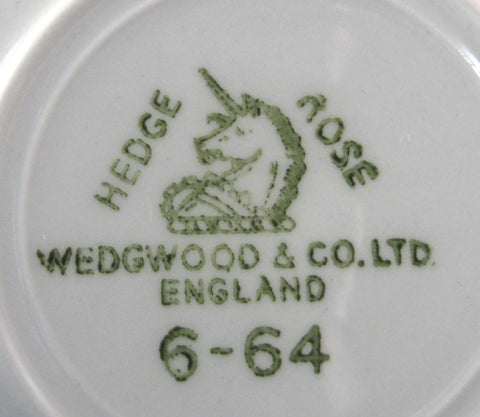 HEDGE ROSE
WEDGWOOD & CO. LTD.
ENGLAND
6-64